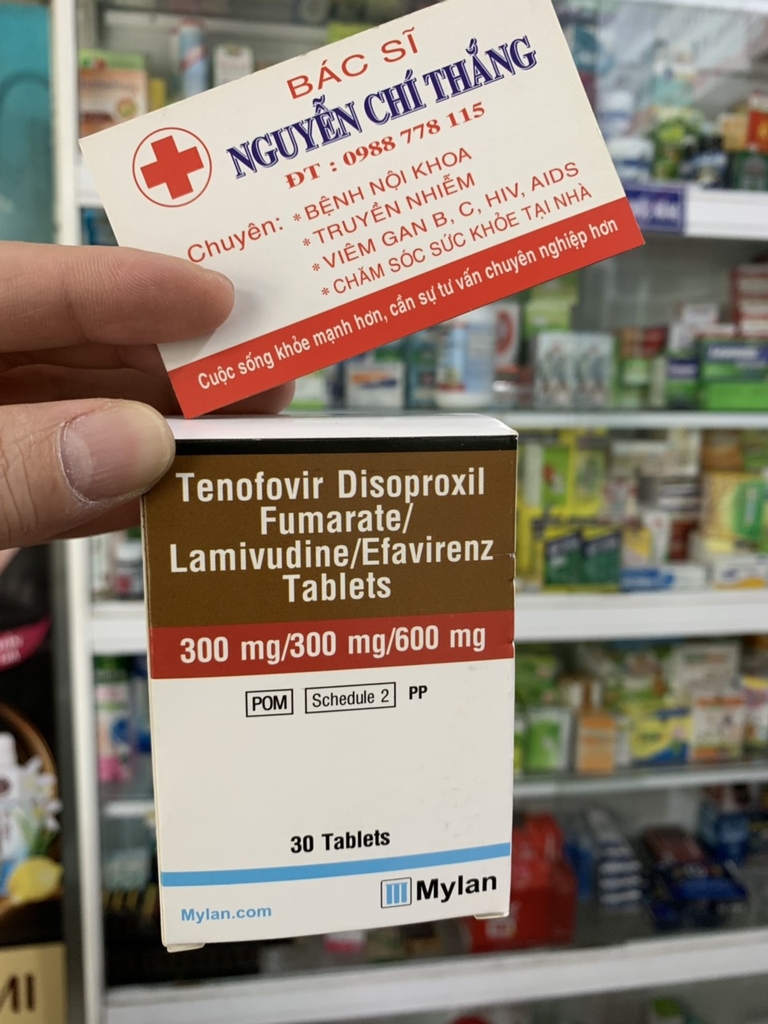 BÁC SĨ
NGUYỄN CHÍ THẮNG
ĐT : 0988 778 115
Chuyên: * BỆNH NỘI KHOA
* TRUYỀN NHIỄM
* VIÊM GAN B, C, HIV, AIDS
* CHĂM SÓC SỨC KHỎE TẠI NHÀ
Cuộc sống khỏe mạnh hơn, cần sự tư vấn chuyên nghiệp hơn
Tenofovir Disoproxil
Fumarate/
Lamivudine/Efavirenz
Tablets
300 mg/300 mg/600 mg
POM Schedule 2 PP
30 Tablets
Mylan
Mylan.com